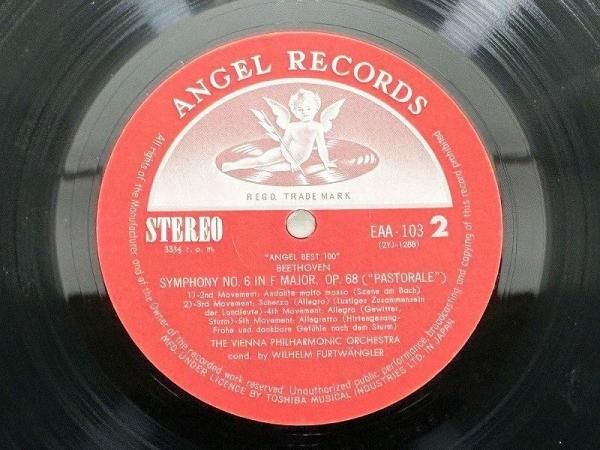 ANGEL RECORDS
REGD. TRADE MARK
STEREO
33⅓ r. p. m.
EAA-103 2
(2YJ-1288)
"ANGEL BEST 100"
BEETHOVEN
SYMPHONY NO. 6 IN F MAJOR, OP. 68 ("PASTORALE")
1)-2nd Movement: Andante molto mosso (Szene am Bach)
2)-3rd Movement: Scherzo (Allegro) (Lustiges Zusammensein
der Landleute)-4th Movement: Allegro (Gewitter,
Sturm)-5th Movement: Allegretto (Hirtengesang-
Frohe und dankbare Gefühle nach dem Sturm)
THE VIENNA PHILHARMONIC ORCHESTRA
cond. by WILHELM FURTWÄNGLER
All rights of the Manufacturer and of the Owner of the recorded work reserved Unauthorized public performance, broadcasting and copying of this record prohibited
MFD. UNDER LICENCE BY TOSHIBA MUSICAL INDUSTRIES LTD. IN JAPAN